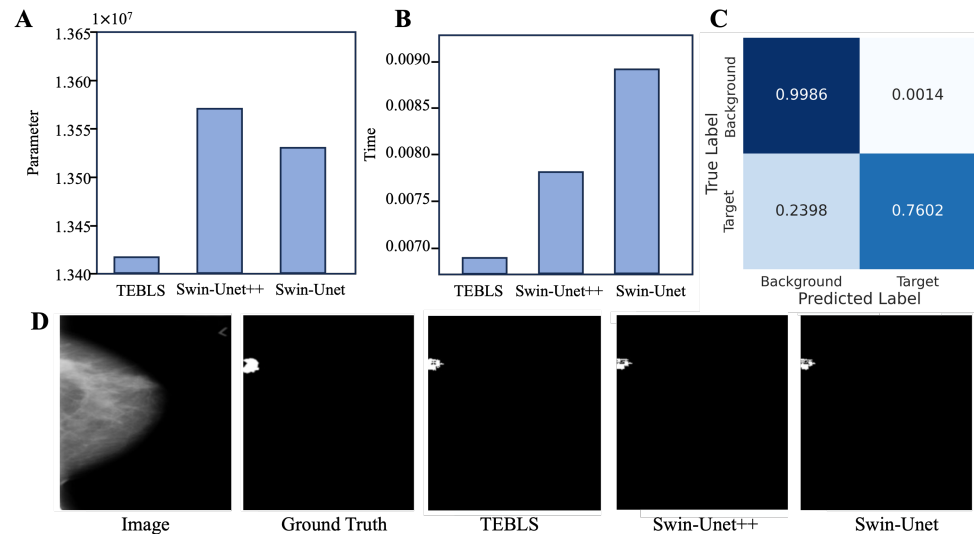 A
1×10⁷
1.365
1.365
1.355
1.350
1.345
1.340
Parameter
TEBLS Swin-Unet++ Swin-Unet
B
0.0090
0.0085
0.0080
0.0075
0.0070
Time
TEBLS Swin-Unet++ Swin-Unet
C
0.9986 0.0014
0.2398 0.7602
True Label
Background
Target
Background Target
Predicted Label
D
Image Ground Truth TEBLS Swin-Unet++ Swin-Unet